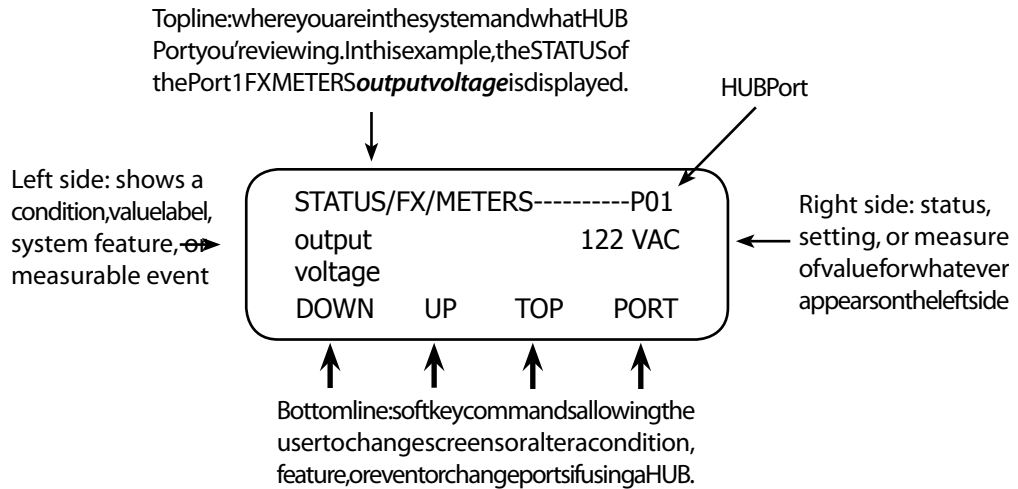 Topline:whereyouareinthesystemandwhatHUB
Portyou'reviewing.Inthisexample,theSTATUSof
thePort1FXMETERSoutputvoltageisdisplayed.
HUBPort
Left side: shows a
condition,valuelabel,
system feature, or
measurable event
STATUS/FX/METERS----------P01
output 122 VAC
voltage
DOWN UP TOP PORT
Right side: status,
setting, or measure
ofvalueforwhatever
appearsontheleftside
Bottomline:softkeycommandsallowingthe
usertochangescreensoralteracondition,
feature,oreventorchangeportsifusingaHUB.